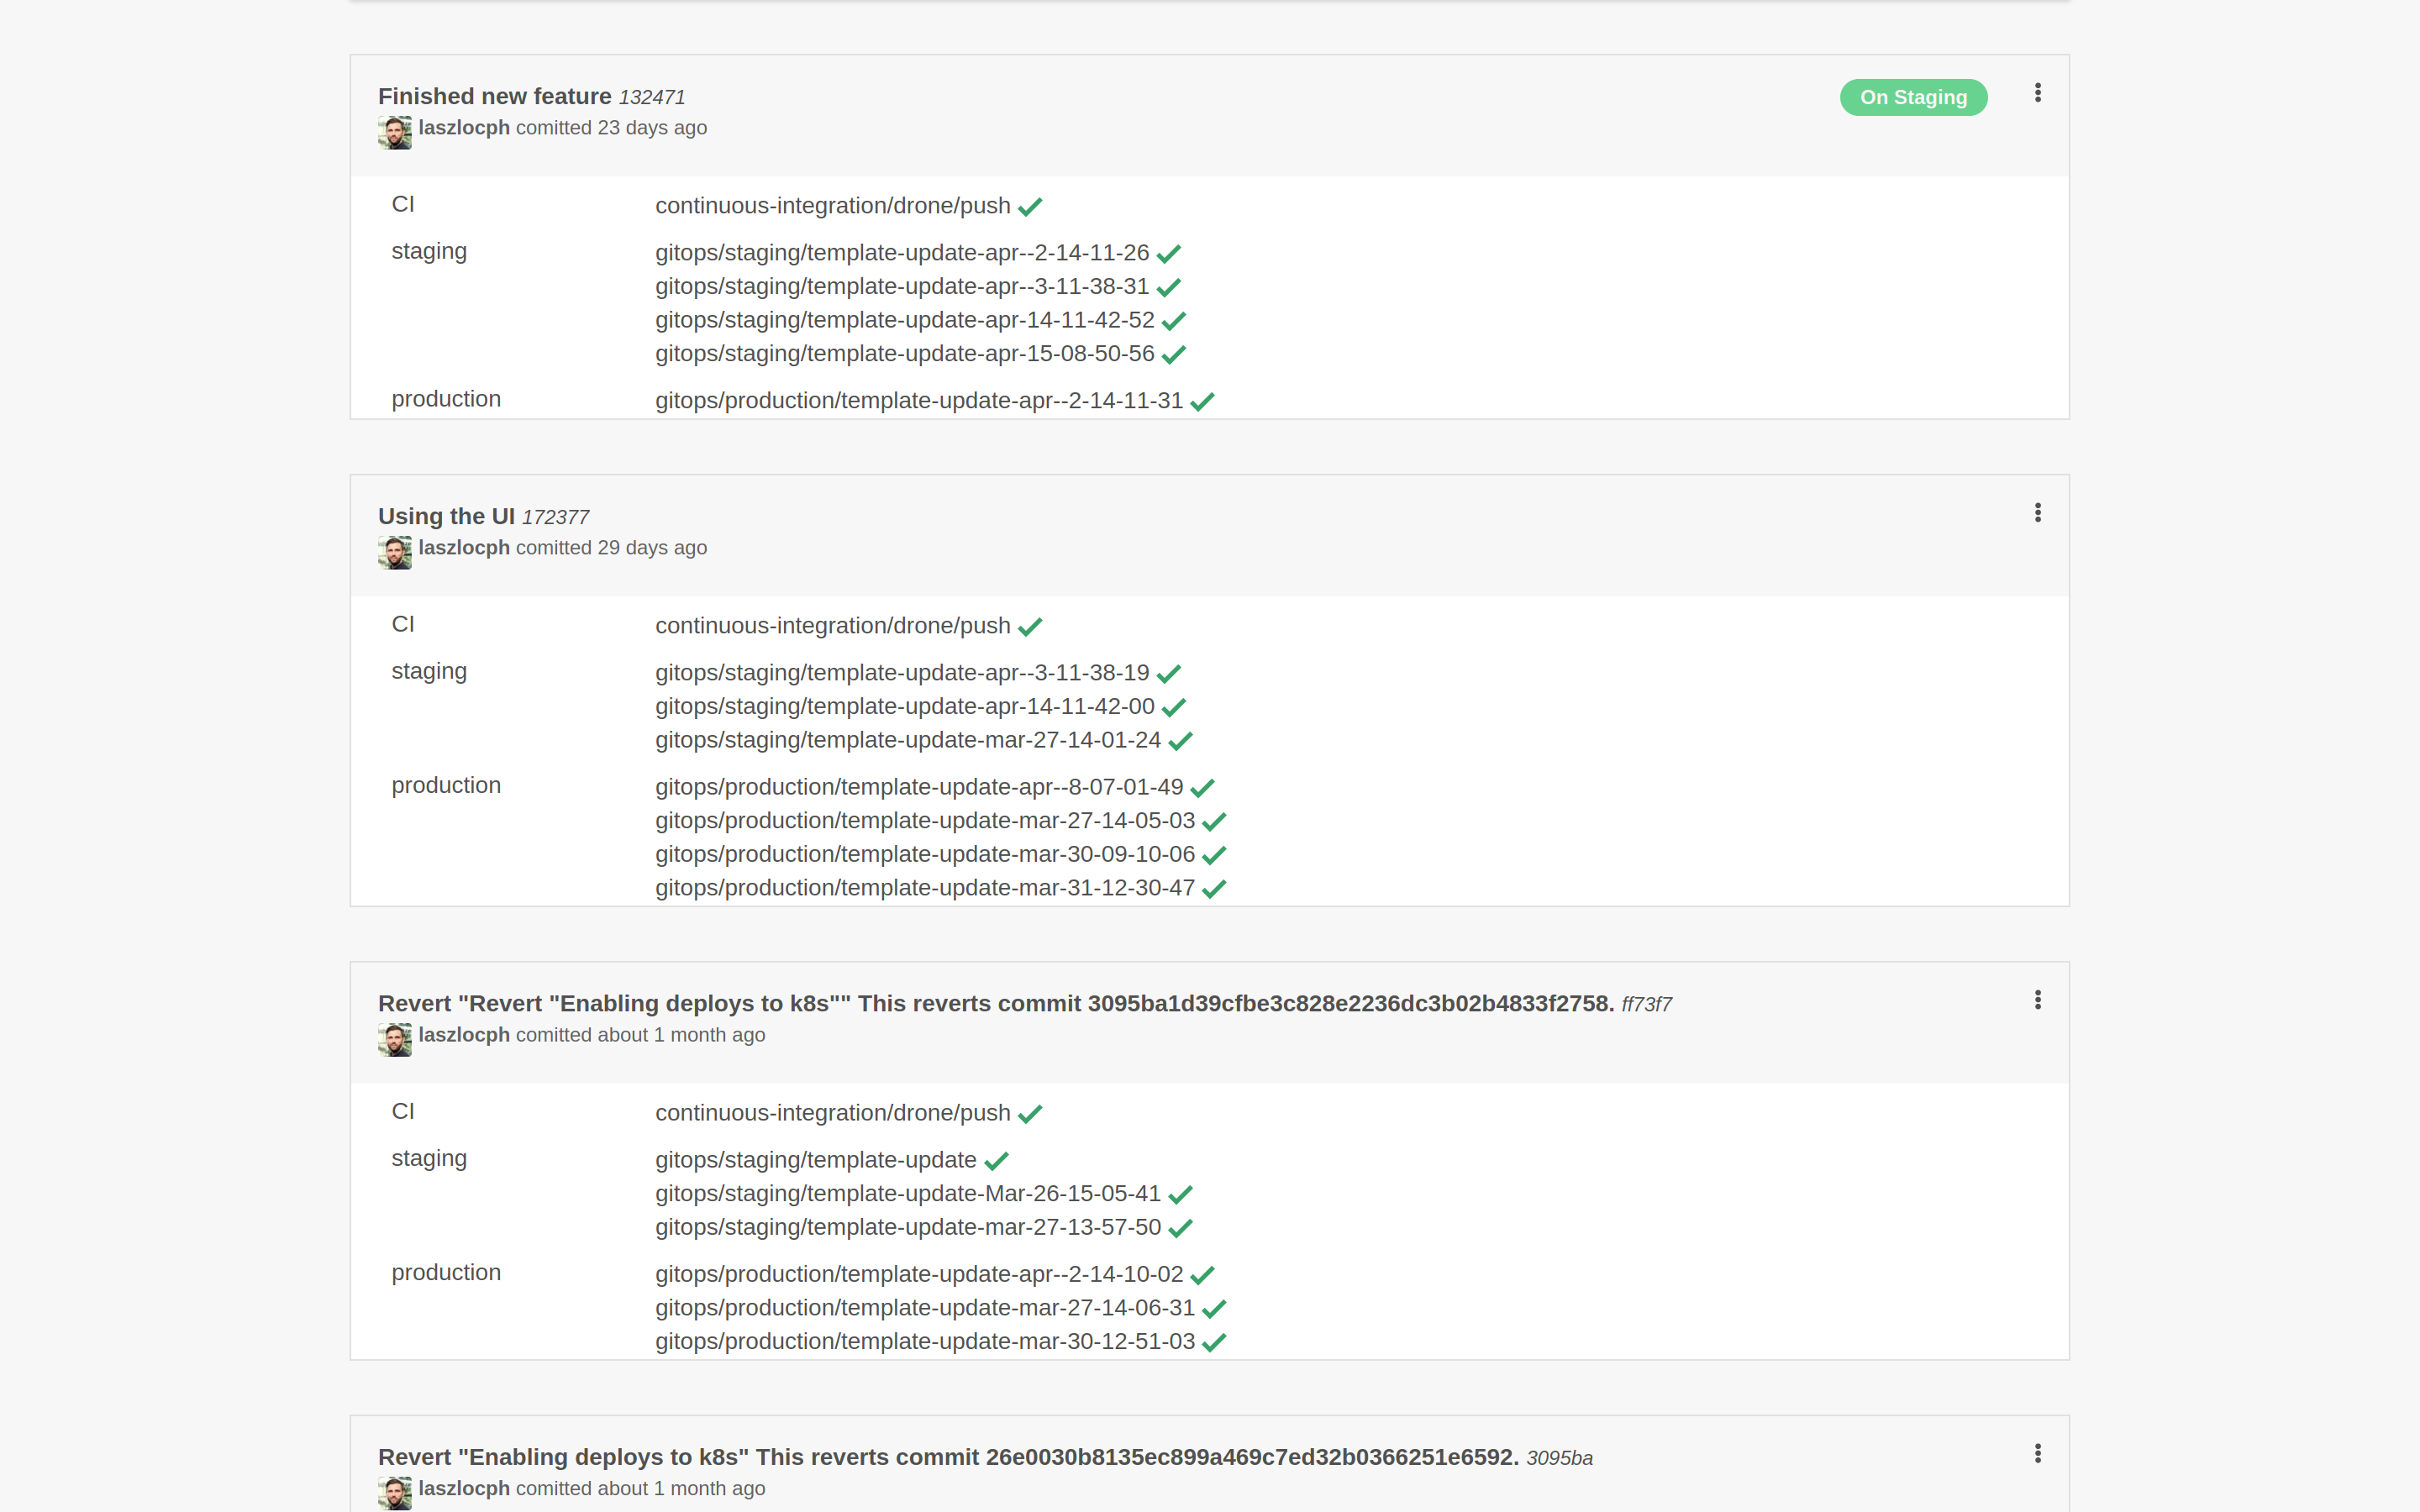 Finished new feature 132471
On Staging
laszlocph comitted 23 days ago
CI continuous-integration/drone/push
staging gitops/staging/template-update-apr--2-14-11-26
gitops/staging/template-update-apr--3-11-38-31
gitops/staging/template-update-apr-14-11-42-52
gitops/staging/template-update-apr-15-08-50-56
production gitops/production/template-update-apr--2-14-11-31
Using the UI 172377
laszlocph comitted 29 days ago
CI continuous-integration/drone/push
staging gitops/staging/template-update-apr--3-11-38-19
gitops/staging/template-update-apr-14-11-42-00
gitops/staging/template-update-mar-27-14-01-24
production gitops/production/template-update-apr--8-07-01-49
gitops/production/template-update-mar-27-14-05-03
gitops/production/template-update-mar-30-09-10-06
gitops/production/template-update-mar-31-12-30-47
Revert "Revert "Enabling deploys to k8s"" This reverts commit 3095ba1d39cfbe3c828e2236dc3b02b4833f2758. ff73f7
laszlocph comitted about 1 month ago
CI continuous-integration/drone/push
staging gitops/staging/template-update
gitops/staging/template-update-Mar-26-15-05-41
gitops/staging/template-update-mar-27-13-57-50
production gitops/production/template-update-apr--2-14-10-02
gitops/production/template-update-mar-27-14-06-31
gitops/production/template-update-mar-30-12-51-03
Revert "Enabling deploys to k8s" This reverts commit 26e0030b8135ec899a469c7ed32b0366251e6592. 3095ba
laszlocph comitted about 1 month ago